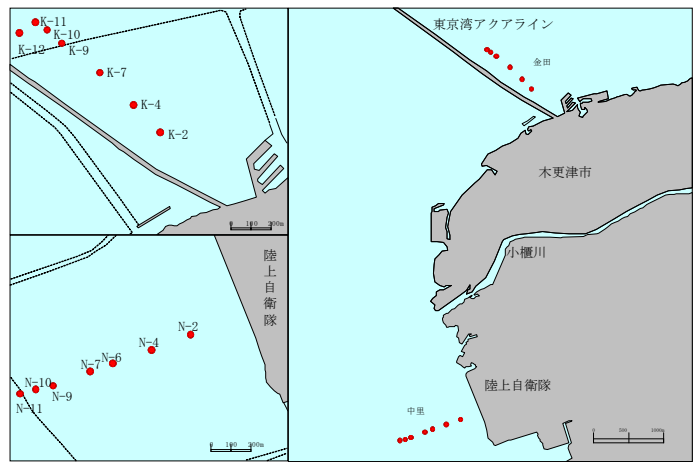 K-11
K-10
K-12
K-9
K-7
K-4
K-2
0 100 200m
陸上自衛隊
N-2
N-4
N-6
N-7
N-10
N-9
N-11
0 100 200m
東京湾アクアライン
金田
木更津市
小櫃川
陸上自衛隊
中里
0 500 1000m